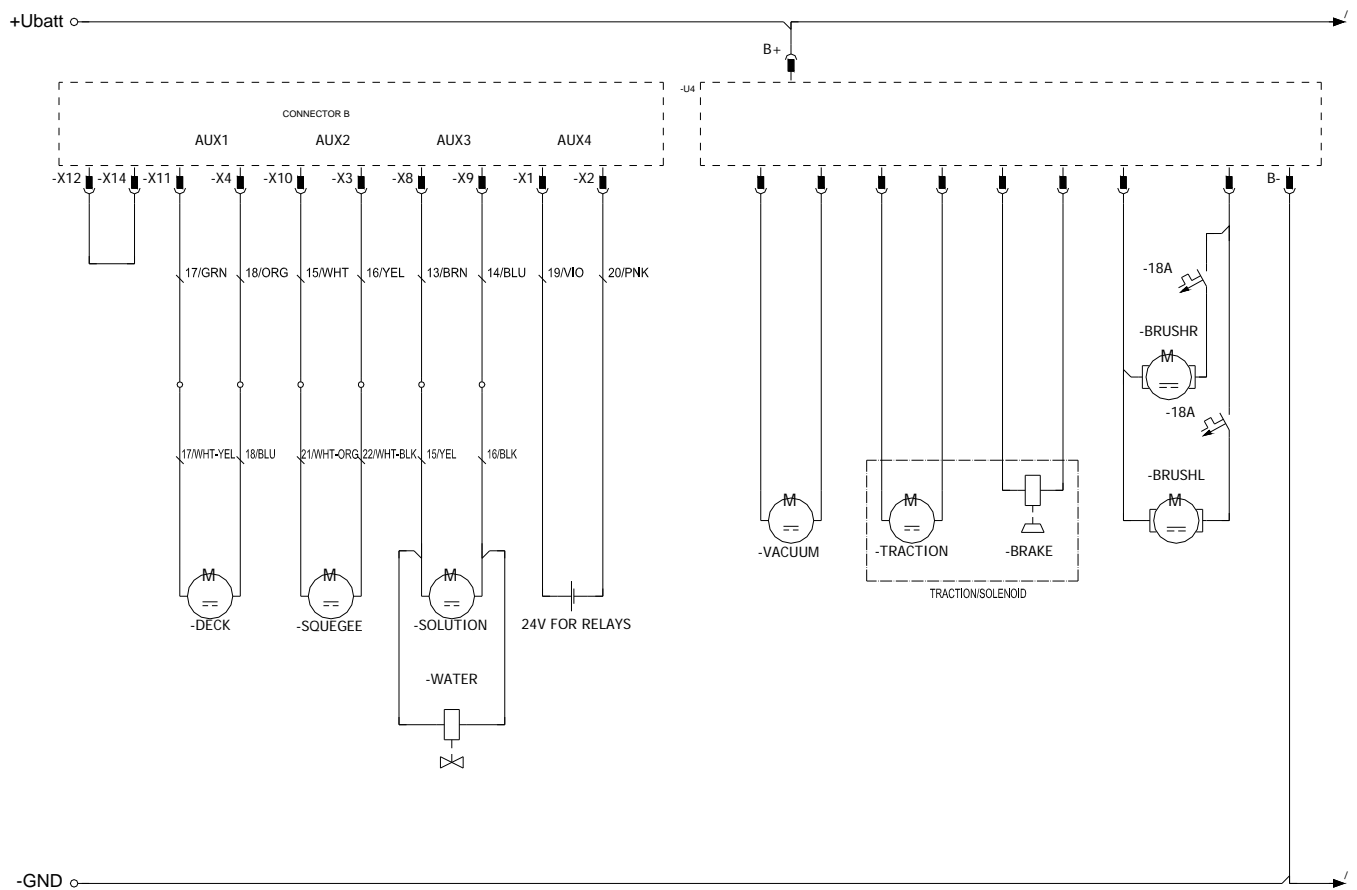 +Ubatt
B+
-U4
CONNECTOR B
AUX1 AUX2 AUX3 AUX4
-X12 -X14 -X11 -X4 -X10 -X3 -X8 -X9 -X1 -X2 B-
17/GRN 18/ORG 15/WHT 16/YEL 13/BRN 14/BLU 19/VIO 20/PNK -18A
-BRUSHR
M
-18A
17/WHT-YEL 18/BLU 21/WHT-ORG 22/WHT-BLK 15/YEL 16/BLK
-BRUSHL
M M M
-VACUUM -TRACTION -BRAKE
M M M
TRACTION/SOLENOID
-DECK -SQUEGEE -SOLUTION 24V FOR RELAYS
-WATER
-GND
/
/